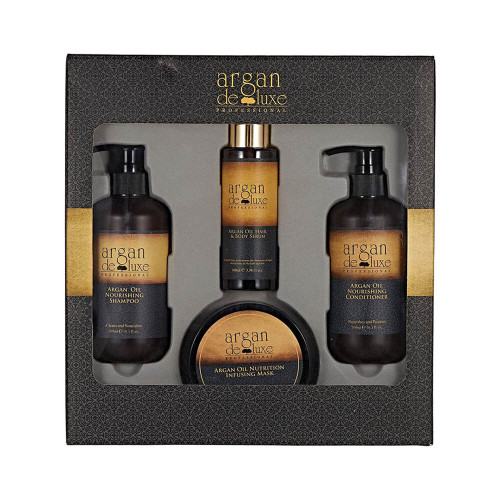 argan
de luxe
PROFESSIONAL
argan
de luxe
PROFESSIONAL
ARGAN OIL
NOURISHING
SHAMPOO
argan
de luxe
PROFESSIONAL
ARGAN OIL HAIR
& BODY SERUM
argan
de luxe
PROFESSIONAL
ARGAN OIL
NOURISHING
CONDITIONER
argan
de luxe
PROFESSIONAL
ARGAN OIL NUTRITION
INFUSING MASK